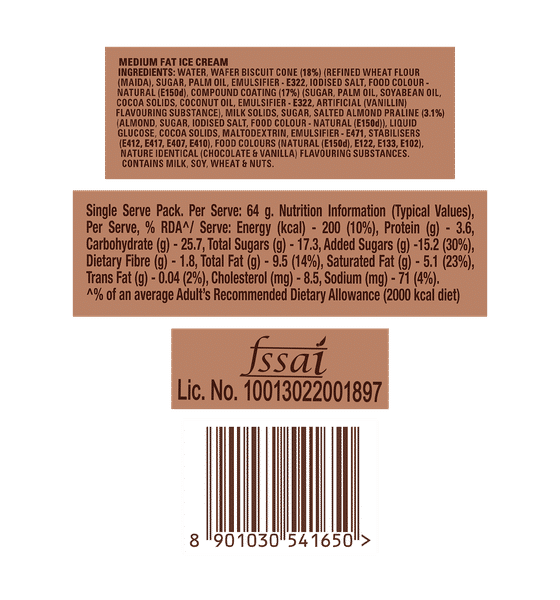 MEDIUM FAT ICE CREAM
INGREDIENTS: WATER, WAFER BISCUIT CONE (18%) (REFINED WHEAT FLOUR
(MAIDA), SUGAR, PALM OIL, EMULSIFIER - E322, IODISED SALT, FOOD COLOUR -
NATURAL (E150d), COMPOUND COATING (17%) (SUGAR, PALM OIL, SOYABEAN OIL,
COCOA SOLIDS, COCONUT OIL, EMULSIFIER - E322, ARTIFICIAL (VANILLIN)
FLAVOURING SUBSTANCE), MILK SOLIDS, SUGAR, SALTED ALMOND PRALINE (3.1%)
(ALMOND, SUGAR, IODISED SALT, FOOD COLOUR - NATURAL (E150d)), LIQUID
GLUCOSE, COCOA SOLIDS, MALTODEXTRIN, EMULSIFIER - E471, STABILISERS
(E412, E417, E407, E410), FOOD COLOURS (NATURAL (E150d), E122, E133, E102),
NATURE IDENTICAL (CHOCOLATE & VANILLA) FLAVOURING SUBSTANCES.
CONTAINS MILK, SOY, WHEAT & NUTS.
Single Serve Pack. Per Serve: 64 g. Nutrition Information (Typical Values),
Per Serve, % RDA^/ Serve: Energy (kcal) - 200 (10%), Protein (g) - 3.6,
Carbohydrate (g) - 25.7, Total Sugars (g) - 17.3, Added Sugars (g) -15.2 (30%),
Dietary Fibre (g) - 1.8, Total Fat (g) - 9.5 (14%), Saturated Fat (g) - 5.1 (23%),
Trans Fat (g) - 0.04 (2%), Cholesterol (mg) - 8.5, Sodium (mg) - 71 (4%).
^% of an average Adult's Recommended Dietary Allowance (2000 kcal diet)
fssai
Lic. No. 10013022001897
8 901030 541650 >